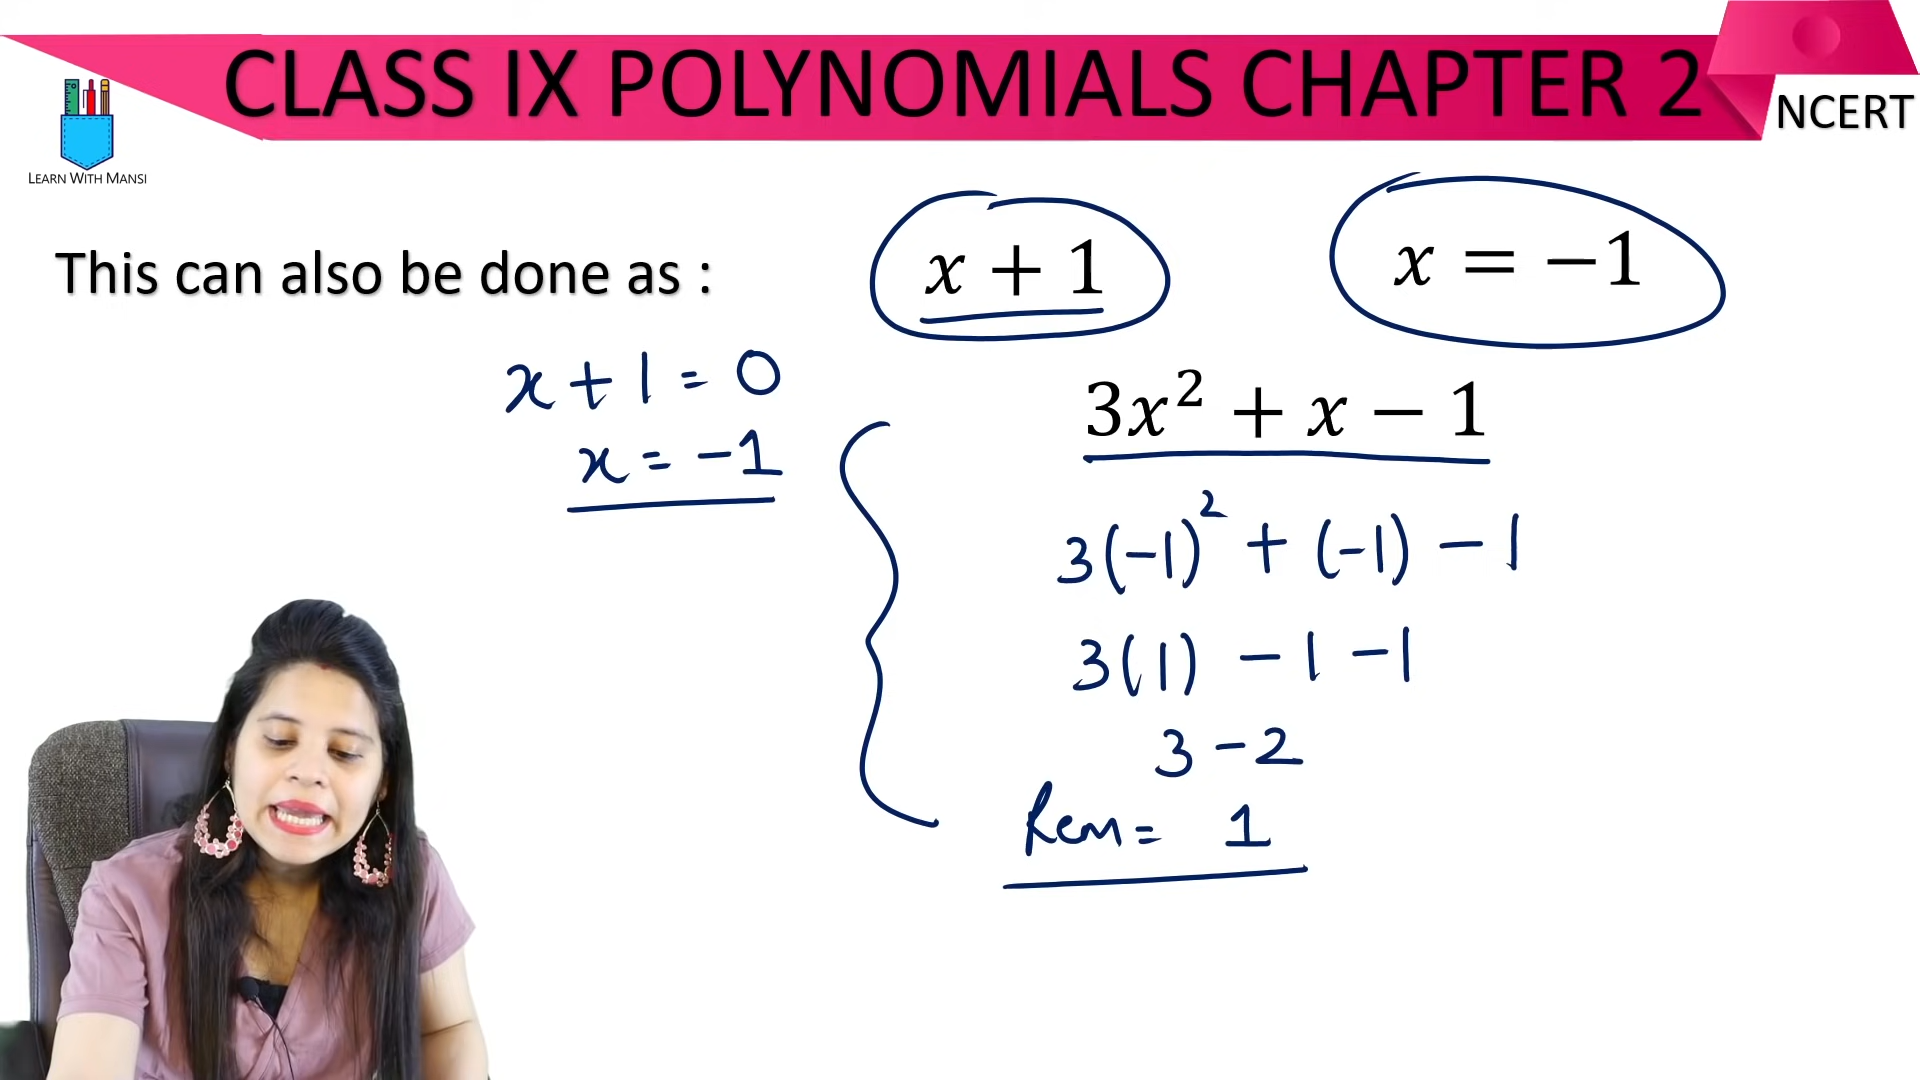 CLASS IX POLYNOMIALS CHAPTER 2
NCERT
LEARN WITH MANSI
This can also be done as :
x + 1
x = −1
x + 1 = 0
x = -1
3x² + x − 1
3(-1)² + (-1) - 1
3(1) - 1 - 1
3 - 2
Rem = 1